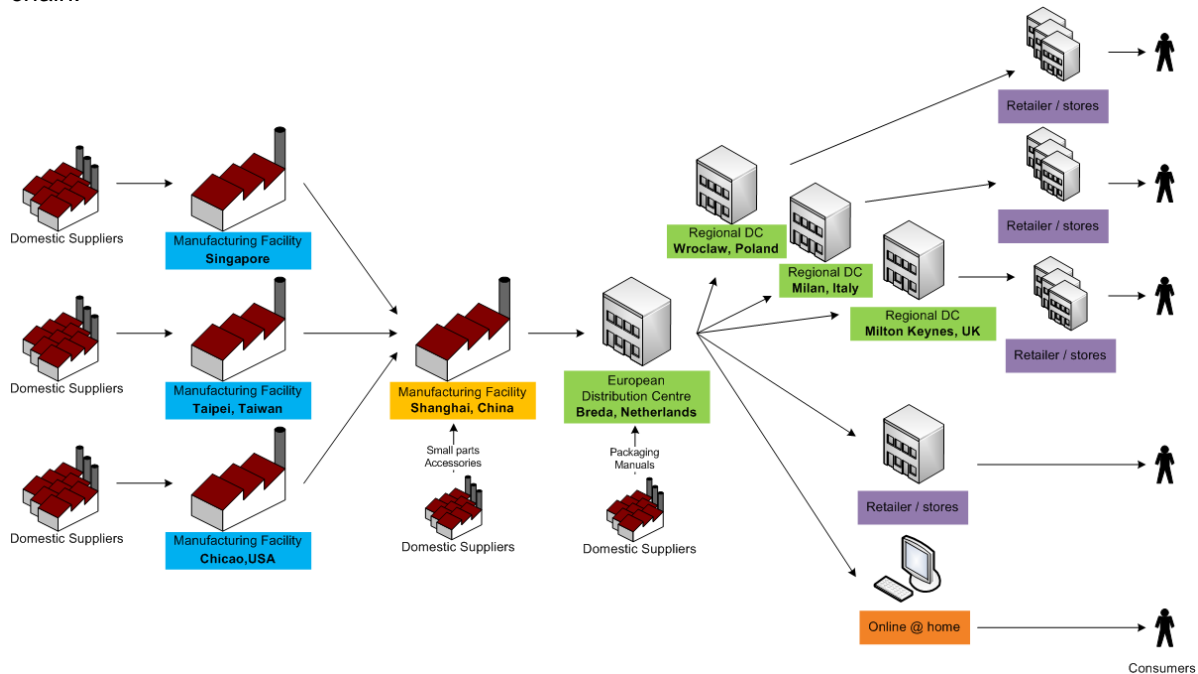 Retailer / stores
Domestic Suppliers
Manufacturing Facility
Singapore
Regional DC
Wroclaw, Poland
Retailer / stores
Regional DC
Milan, Italy
Regional DC
Milton Keynes, UK
Retailer / stores
Domestic Suppliers
Manufacturing Facility
Taipei, Taiwan
Manufacturing Facility
Shanghai, China
European
Distribution Centre
Breda, Netherlands
Small parts
Accessories
Packaging
Manuals
Domestic Suppliers
Manufacturing Facility
Chicao,USA
Domestic Suppliers
Domestic Suppliers
Retailer / stores
Online @ home
Consumers